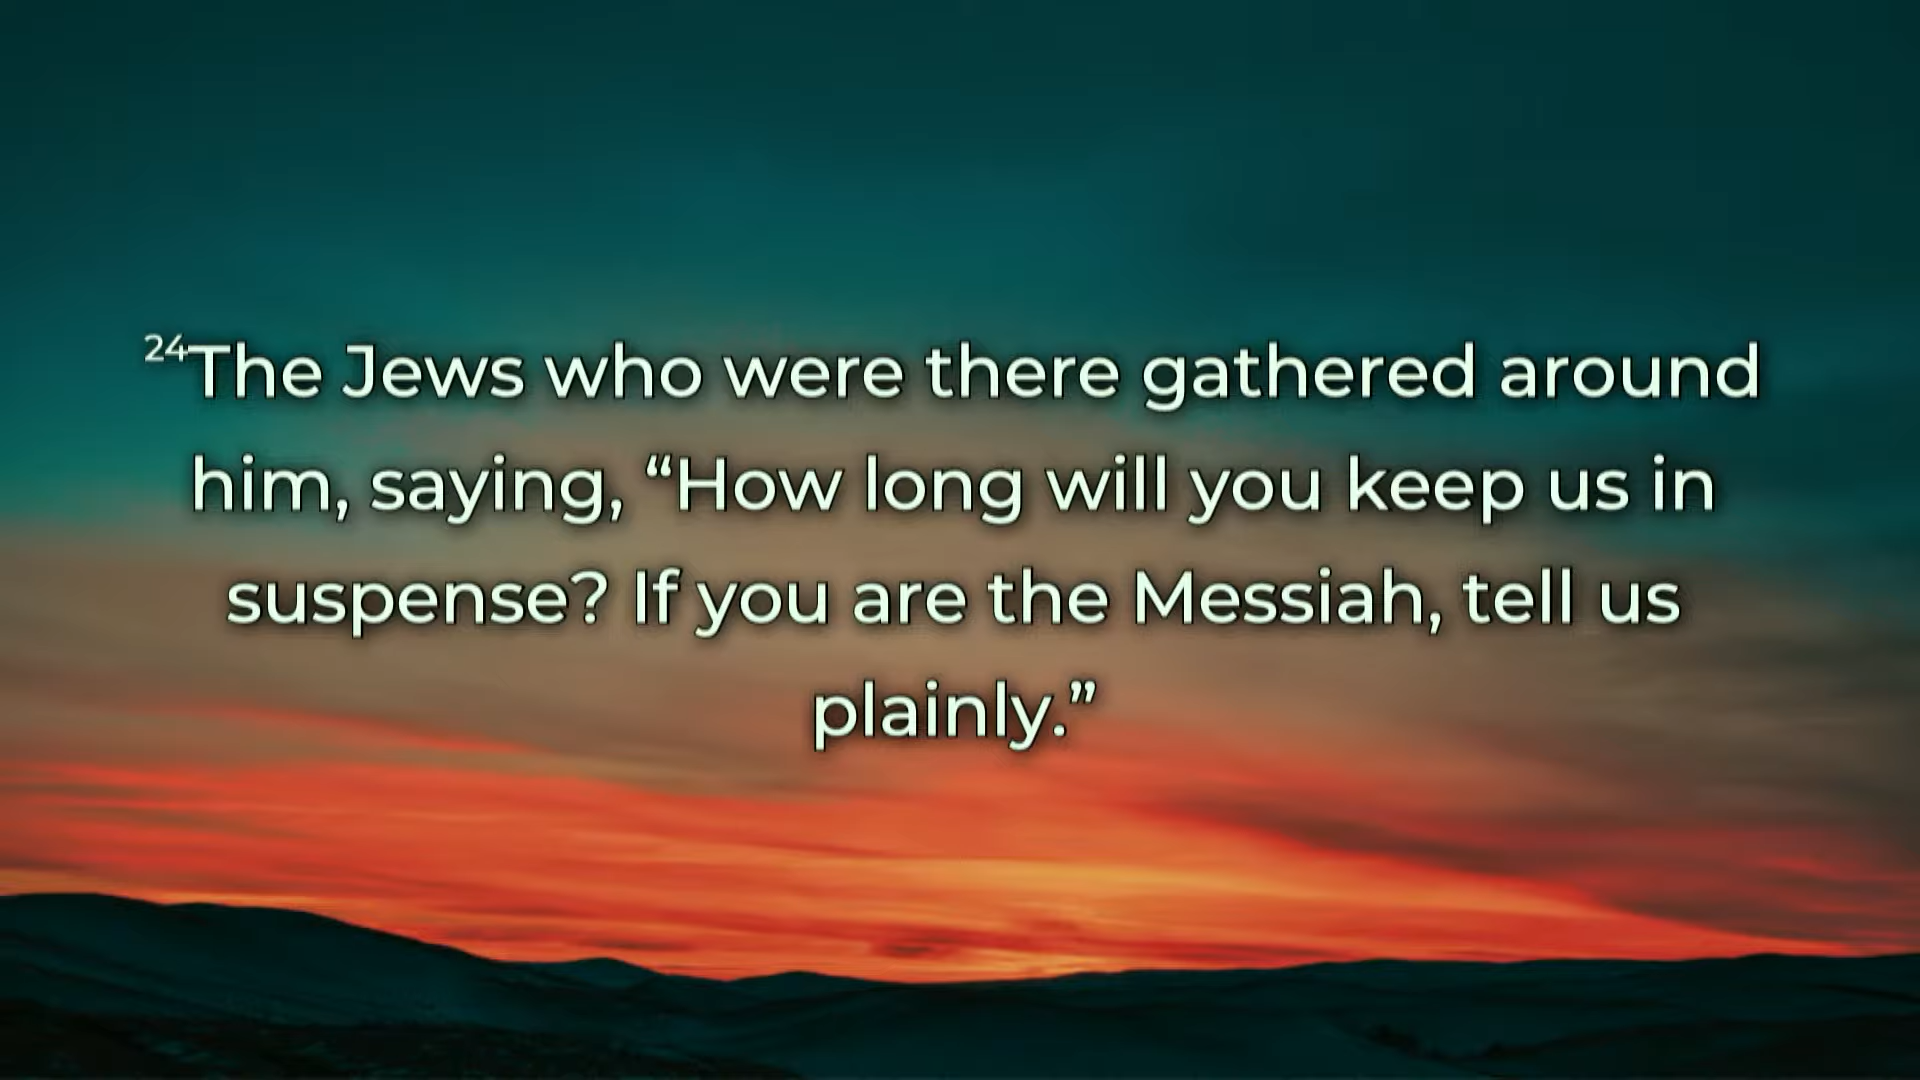 24The Jews who were there gathered around
him, saying, “How long will you keep us in
suspense? If you are the Messiah, tell us
plainly.”